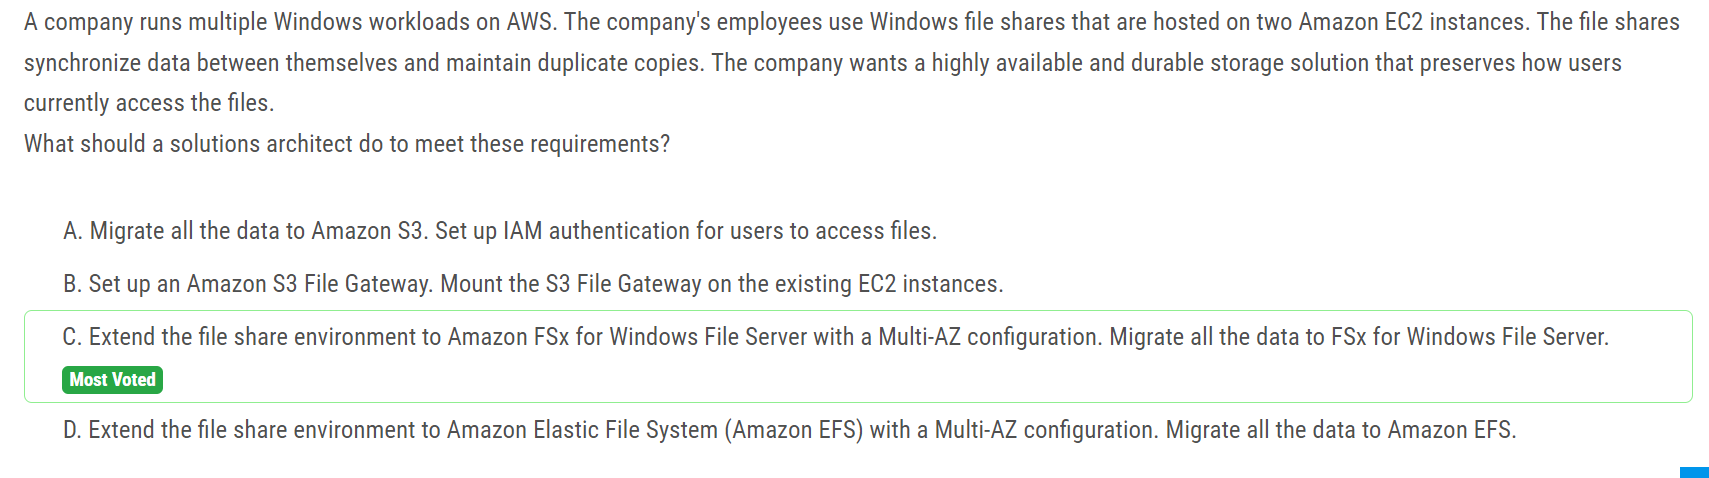 A company runs multiple Windows workloads on AWS. The company's employees use Windows file shares that are hosted on two Amazon EC2 instances. The file shares
synchronize data between themselves and maintain duplicate copies. The company wants a highly available and durable storage solution that preserves how users
currently access the files.
What should a solutions architect do to meet these requirements?
A. Migrate all the data to Amazon S3. Set up IAM authentication for users to access files.
B. Set up an Amazon S3 File Gateway. Mount the S3 File Gateway on the existing EC2 instances.
C. Extend the file share environment to Amazon FSx for Windows File Server with a Multi-AZ configuration. Migrate all the data to FSx for Windows File Server.
Most Voted
D. Extend the file share environment to Amazon Elastic File System (Amazon EFS) with a Multi-AZ configuration. Migrate all the data to Amazon EFS.